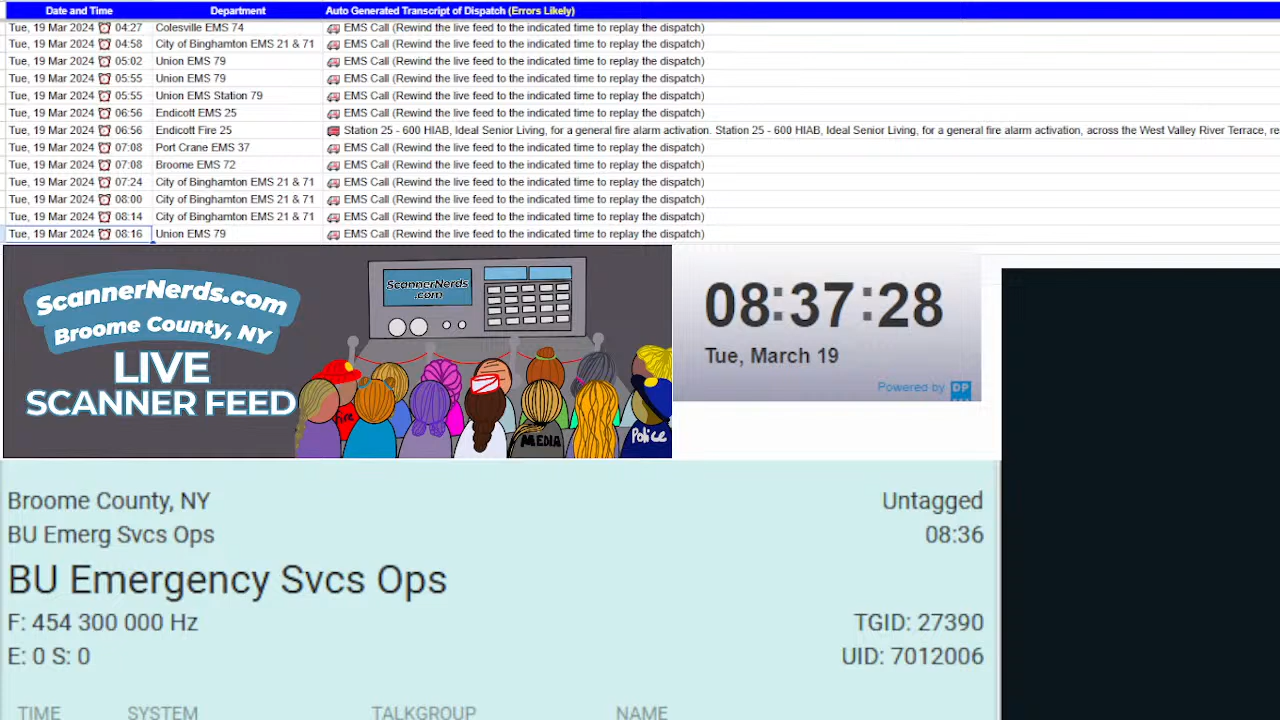 Date and Time Department Auto Generated Transcript of Dispatch (Errors Likely)
Tue, 19 Mar 2024 ⏰ 04:27 Colesville EMS 74 🚑 EMS Call (Rewind the live feed to the indicated time to replay the dispatch)
Tue, 19 Mar 2024 ⏰ 04:58 City of Binghamton EMS 21 & 71 🚑 EMS Call (Rewind the live feed to the indicated time to replay the dispatch)
Tue, 19 Mar 2024 ⏰ 05:02 Union EMS 79 🚑 EMS Call (Rewind the live feed to the indicated time to replay the dispatch)
Tue, 19 Mar 2024 ⏰ 05:55 Union EMS 79 🚑 EMS Call (Rewind the live feed to the indicated time to replay the dispatch)
Tue, 19 Mar 2024 ⏰ 05:55 Union EMS Station 79 🚑 EMS Call (Rewind the live feed to the indicated time to replay the dispatch)
Tue, 19 Mar 2024 ⏰ 06:56 Endicott EMS 25 🚑 EMS Call (Rewind the live feed to the indicated time to replay the dispatch)
Tue, 19 Mar 2024 ⏰ 06:56 Endicott Fire 25 🚒 Station 25 - 600 HIAB, Ideal Senior Living, for a general fire alarm activation. Station 25 - 600 HIAB, Ideal Senior Living, for a general fire alarm activation, across the West Valley River Terrace, re
Tue, 19 Mar 2024 ⏰ 07:08 Port Crane EMS 37 🚑 EMS Call (Rewind the live feed to the indicated time to replay the dispatch)
Tue, 19 Mar 2024 ⏰ 07:08 Broome EMS 72 🚑 EMS Call (Rewind the live feed to the indicated time to replay the dispatch)
Tue, 19 Mar 2024 ⏰ 07:24 City of Binghamton EMS 21 & 71 🚑 EMS Call (Rewind the live feed to the indicated time to replay the dispatch)
Tue, 19 Mar 2024 ⏰ 08:00 City of Binghamton EMS 21 & 71 🚑 EMS Call (Rewind the live feed to the indicated time to replay the dispatch)
Tue, 19 Mar 2024 ⏰ 08:14 City of Binghamton EMS 21 & 71 🚑 EMS Call (Rewind the live feed to the indicated time to replay the dispatch)
Tue, 19 Mar 2024 ⏰ 08:16 Union EMS 79 🚑 EMS Call (Rewind the live feed to the indicated time to replay the dispatch)
ScannerNerds.com
Broome County, NY
LIVE
SCANNER FEED
ScannerNerds
.com
Fire
MEDIA
Police
08:37:28
Tue, March 19
Powered by DP
Broome County, NY Untagged
BU Emerg Svcs Ops 08:36
BU Emergency Svcs Ops
F: 454 300 000 Hz TGID: 27390
E: 0 S: 0 UID: 7012006
TIME SYSTEM TALKGROUP NAME